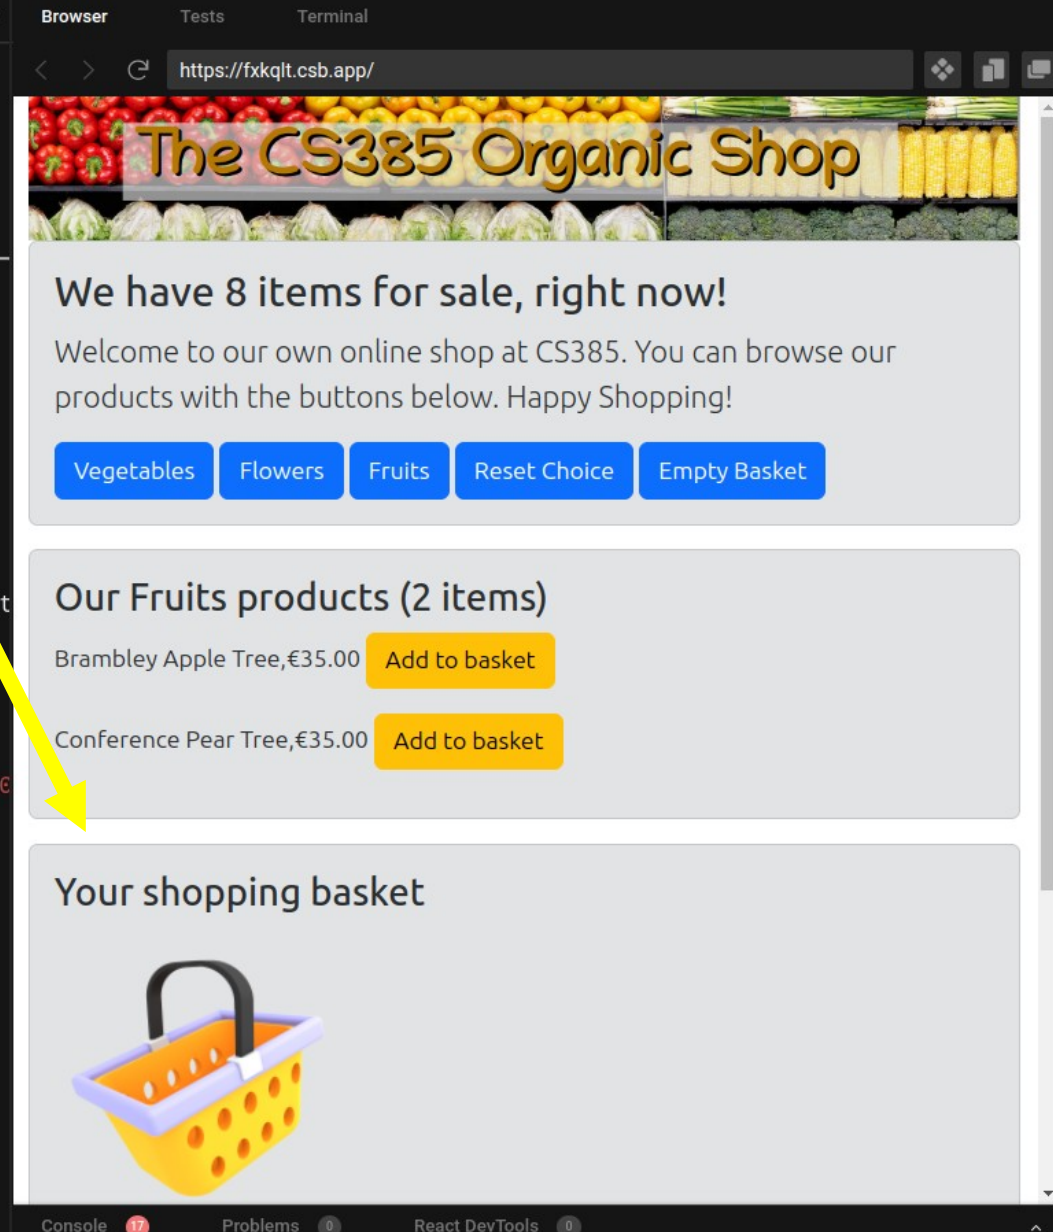 Browser Tests Terminal
https://fxkqlt.csb.app/
The CS385 Organic Shop
We have 8 items for sale, right now!
Welcome to our own online shop at CS385. You can browse our
products with the buttons below. Happy Shopping!
Vegetables Flowers Fruits Reset Choice Empty Basket
Our Fruits products (2 items)
t
Brambley Apple Tree,€35.00 Add to basket
Conference Pear Tree,€35.00 Add to basket
Your shopping basket
Console 17 Problems 0 React DevTools 0